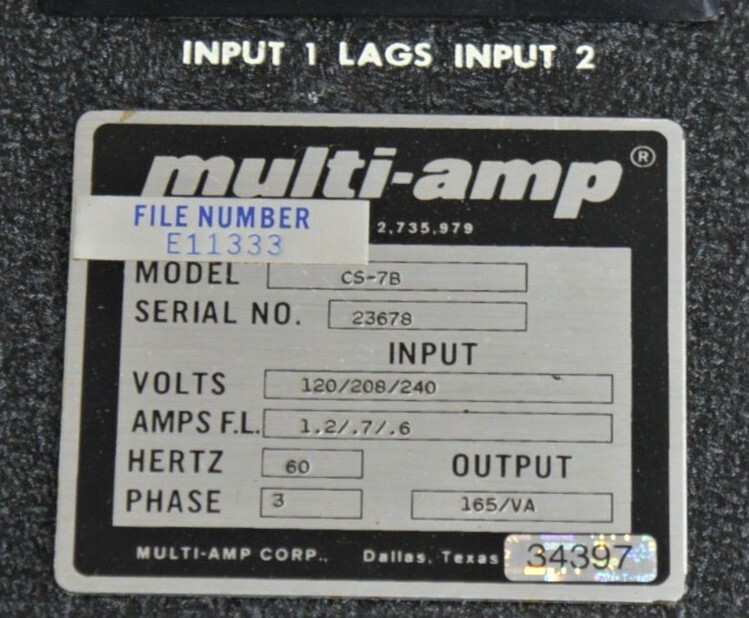 INPUT 1 LAGS INPUT 2
multi-amp®
FILE NUMBER
E11333
2,735,979
MODEL CS-7B
SERIAL NO. 23678
INPUT
VOLTS 120/208/240
AMPS F.L. 1.2/.7/.6
HERTZ 60
OUTPUT
PHASE 3 165/VA
MULTI-AMP CORP., Dallas, Texas
34397